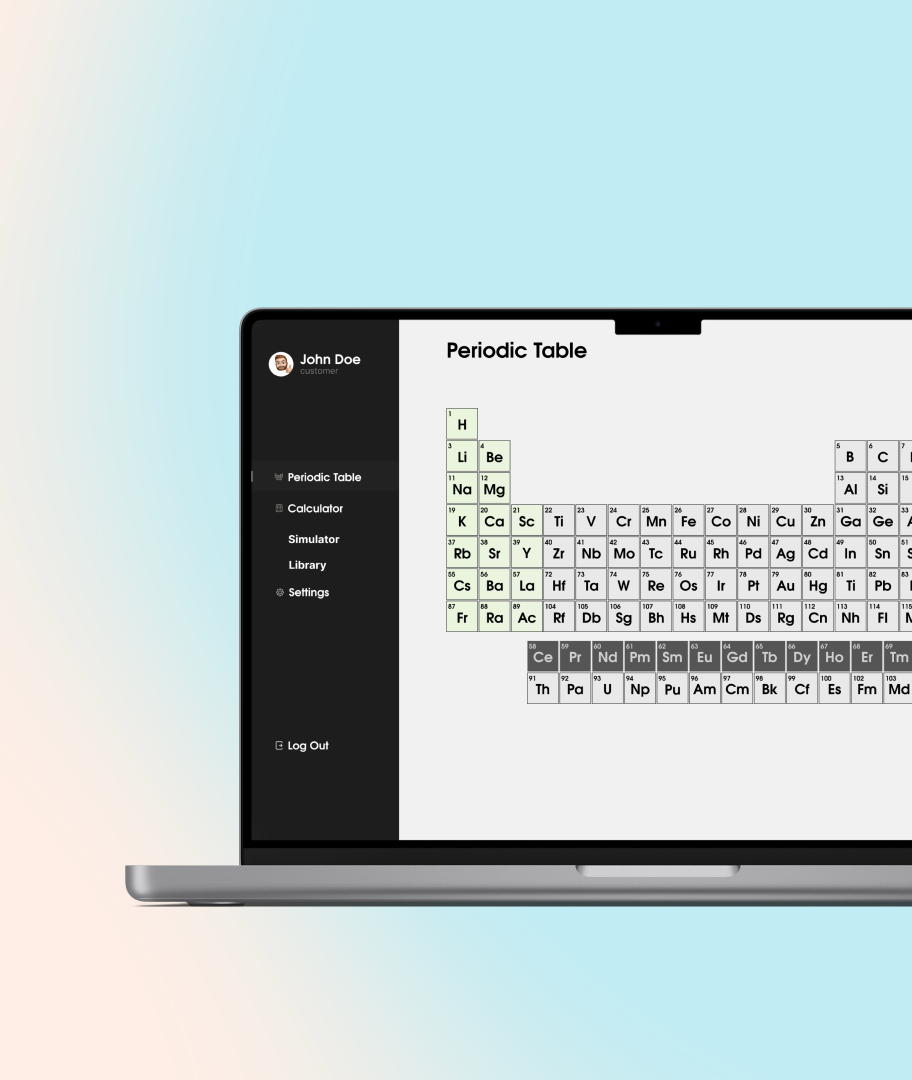 John Doe
customer
Periodic Table
Calculator
Simulator
Library
Settings
Log Out
Periodic Table
1 H
3 Li 4 Be 5 B 6 C 7
11 Na 12 Mg 13 Al 14 Si 15
19 K 20 Ca 21 Sc 22 Ti 23 V 24 Cr 25 Mn 26 Fe 27 Co 28 Ni 29 Cu 30 Zn 31 Ga 32 Ge 33
37 Rb 38 Sr 39 Y 40 Zr 41 Nb 42 Mo 43 Tc 44 Ru 45 Rh 46 Pd 47 Ag 48 Cd 49 In 50 Sn 51
55 Cs 56 Ba 57 La 72 Hf 73 Ta 74 W 75 Re 76 Os 77 Ir 78 Pt 79 Au 80 Hg 81 Ti 82 Pb
87 Fr 88 Ra 89 Ac 104 Rf 105 Db 106 Sg 107 Bh 108 Hs 109 Mt 110 Ds 111 Rg 112 Cn 113 Nh 114 Fl 115
58 Ce 59 Pr 60 Nd 61 Pm 62 Sm 63 Eu 64 Gd 65 Tb 66 Dy 67 Ho 68 Er 69 Tm
91 Th 92 Pa 93 U 94 Np 95 Pu 96 Am 97 Cm 98 Bk 99 Cf 100 Es 102 Fm 103 Md